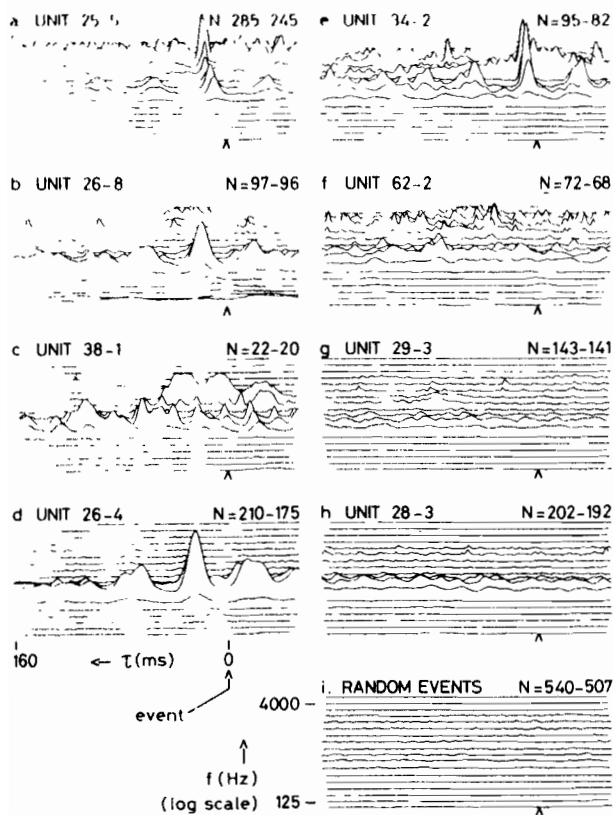 a UNIT 25-5 N 285 245
e UNIT 34-2 N=95-82
b UNIT 26-8 N=97-96
f UNIT 62-2 N=72-68
c UNIT 38-1 N=22-20
g UNIT 29-3 N=143-141
d UNIT 26-4 N=210-175
h UNIT 28-3 N=202-192
160 ← τ(ms) 0
event
i. RANDOM EVENTS N=540-507
4000
f (Hz)
(log scale) 125